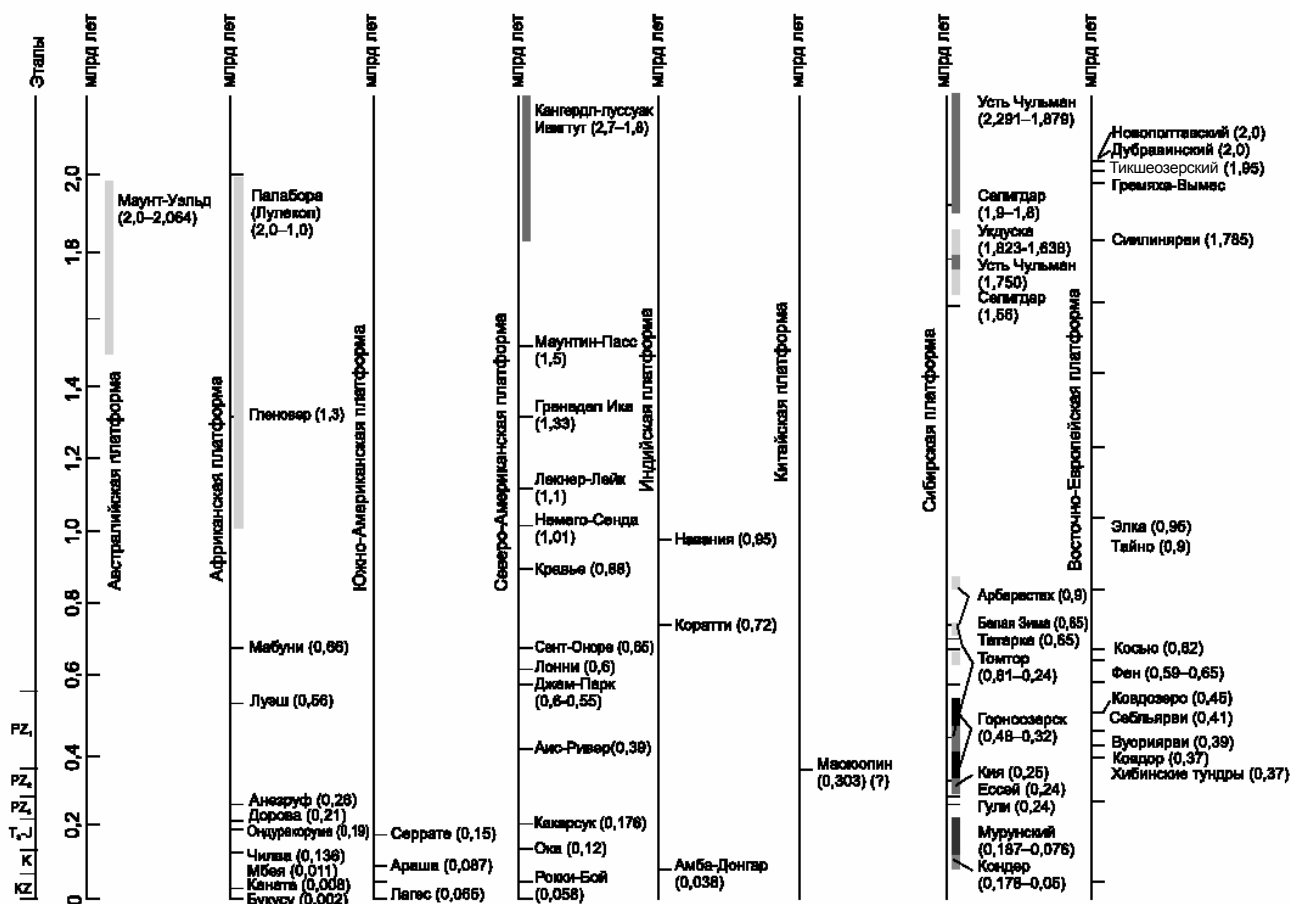 Этапы
PZ₁
PZ₂
PZ₃
T₃-J
K
KZ
млрд лет
2,0
1,8
1,4
1,2
1,0
0,8
0,6
0,4
0,2
0
Австралийская платформа
Маунт-Уэльд
(2,0–2,064)
млрд лет
Африканская платформа
Палабора
(Лулекоп)
(2,0–1,0)
Гленовер (1,3)
Мабуни (0,66)
Луэш (0,56)
Анезруф (0,26)
Дорова (0,21)
Ондуракоруме (0,19)
Чилва (0,136)
Мбея (0,011)
Каната (0,008)
Букусу (0,002)
млрд лет
Южно-Американская платформа
Серрате (0,15)
Араша (0,087)
Лагес (0,065)
млрд лет
Северо-Американская платформа
Кангердл-луссуак
Ивигтут (2,7–1,8)
Маунтин-Пасс
(1,5)
Гренадел Ика
(1,33)
Лекнер-Лейк
(1,1)
Немего-Сенда
(1,01)
Кравье (0,88)
Сент-Оноре (0,65)
Лонни (0,6)
Джем-Парк
(0,6-0,55)
Аис-Ривер(0,39)
Какарсук (0,176)
Ока (0,12)
Рокки-Бой
(0,056)
млрд лет
Индийская платформа
Навания (0,95)
Коратти (0,72)
Амба-Донгар
(0,038)
млрд лет
Китайская платформа
(0,303) (?)
млрд лет
Сибирская платформа
Усть Чульман
(2,291–1,879)
Селигдар
(1,9–1,8)
Укдуска
(1,823-1,638)
Усть Чульман
(1,750)
Селигдар
(1,56)
Арбарастах (0,9)
Белая Зима (0,65)
Татарка (0,65)
Томтор
(0,81–0,24)
Горноозерск
(0,48–0,32)
Кия (0,25)
Ессей (0,24)
Гули (0,24)
Мурунский
(0,187–0,076)
Кондер
(0,178–0,05)
млрд лет
Восточно-Европейская платформа
Новополтавский (2,0)
Дубравинский (2,0)
Тикшеозерский (1,95)
Гремяха-Вымес
Сиилинярви (1,785)
Элка (0,95)
Тайно (0,9)
Косью (0,62)
Фен (0,59–0,65)
Ковдозеро (0,45)
Себльярви (0,41)
Вуориярви (0,39)
Ковдор (0,37)
Хибинские тундры (0,37)